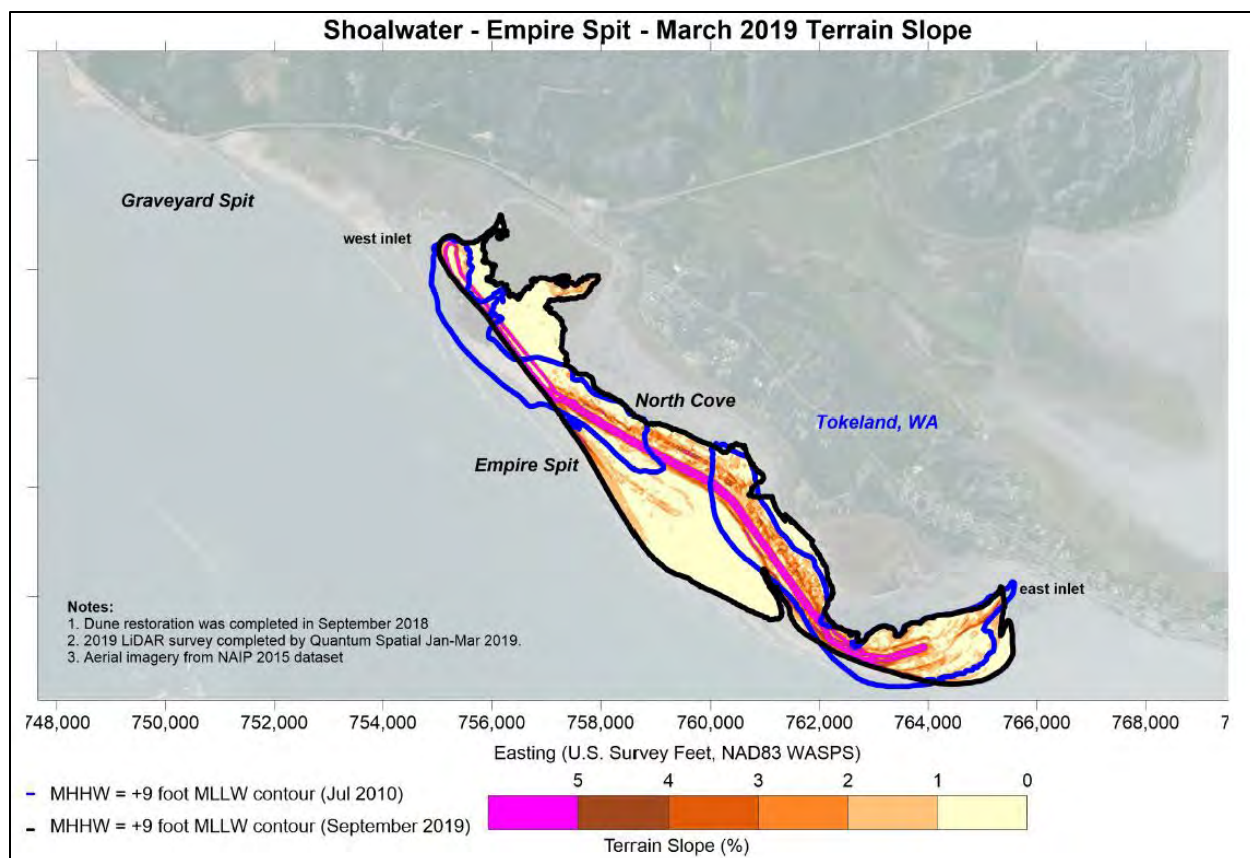 Shoalwater - Empire Spit - March 2019 Terrain Slope
Graveyard Spit
west inlet
North Cove
Tokeland, WA
Empire Spit
east inlet
Notes:
1. Dune restoration was completed in September 2018
2. 2019 LiDAR survey completed by Quantum Spatial Jan-Mar 2019.
3. Aerial imagery from NAIP 2015 dataset
748,000 750,000 752,000 754,000 756,000 758,000 760,000 762,000 764,000 766,000 768,000 7
Easting (U.S. Survey Feet, NAD83 WASPS)
5 4 3 2 1 0
MHHW = +9 foot MLLW contour (Jul 2010)
MHHW = +9 foot MLLW contour (September 2019)
Terrain Slope (%)